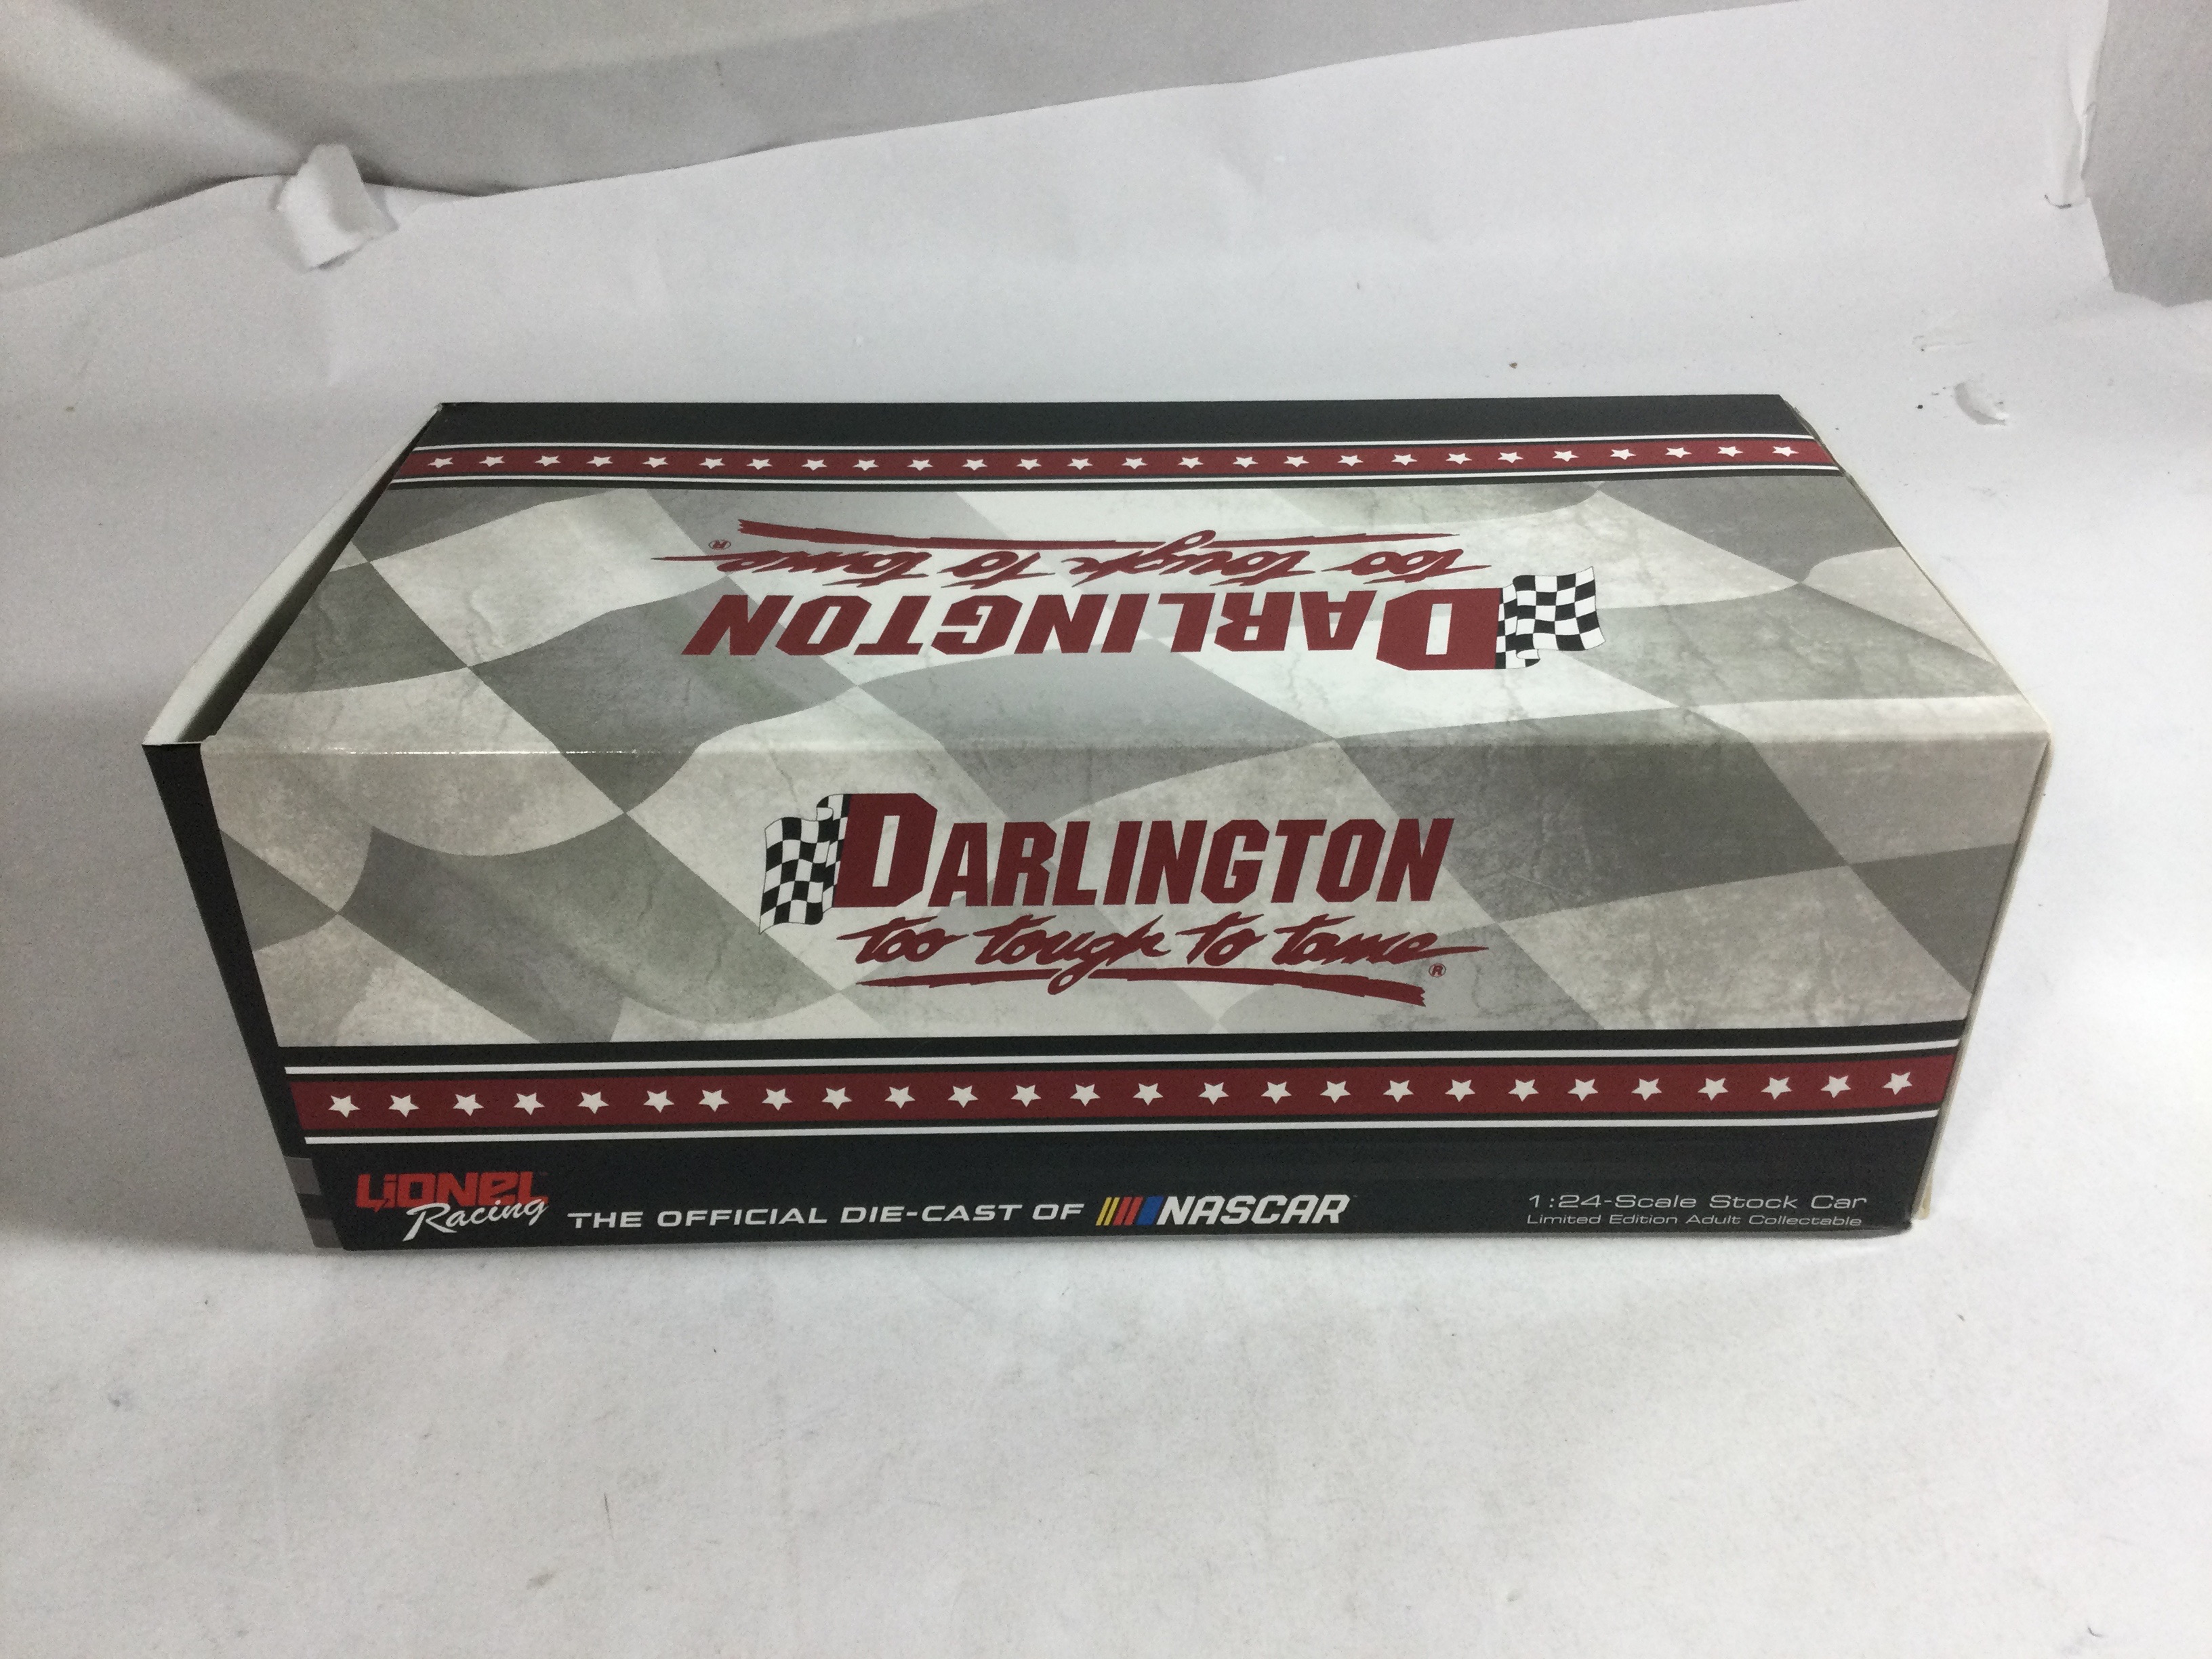 too tough to tame®
DARLINGTON
DARLINGTON
too tough to tame®
LIONEL
Racing
THE OFFICIAL DIE-CAST OF NASCAR
1:24-Scale Stock Car
Limited Edition Adult Collectable